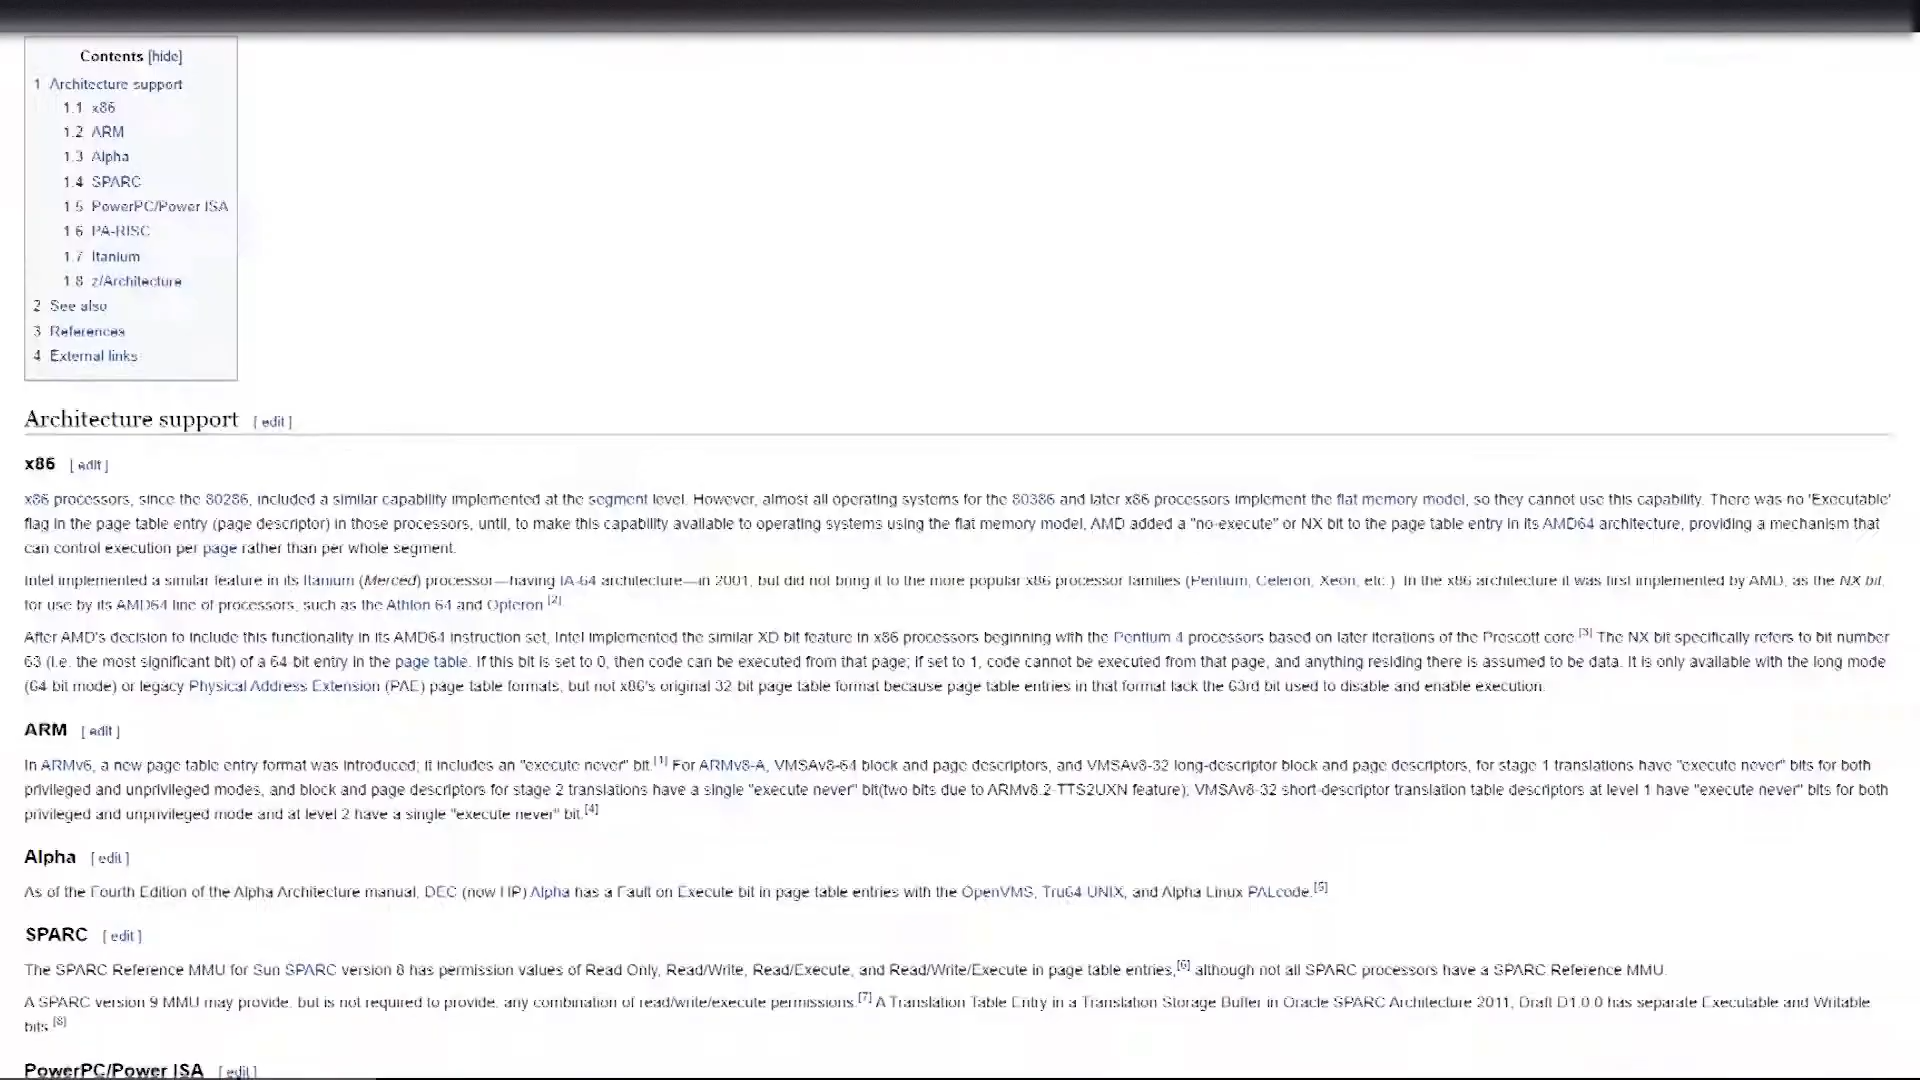 Contents [hide]
1 Architecture support
1.1 x86
1.2 ARM
1.3 Alpha
1.4 SPARC
1.5 PowerPC/Power ISA
1.6 PA-RISC
1.7 Itanium
1.8 z/Architecture
2 See also
3 References
4 External links
Architecture support [ edit ]
x86 [ edit ]
x86 processors, since the 80286, included a similar capability implemented at the segment level. However, almost all operating systems for the 80386 and later x86 processors implement the flat memory model, so they cannot use this capability. There was no 'Executable'
flag in the page table entry (page descriptor) in those processors, until, to make this capability available to operating systems using the flat memory model, AMD added a "no-execute" or NX bit to the page table entry in its AMD64 architecture, providing a mechanism that
can control execution per page rather than per whole segment.
Intel implemented a similar feature in its Itanium (Merced) processor—having IA-64 architecture—in 2001, but did not bring it to the more popular x86 processor families (Pentium, Celeron, Xeon, etc.). In the x86 architecture it was first implemented by AMD, as the NX bit,
for use by its AMD64 line of processors, such as the Athlon 64 and Opteron.[2]
After AMD's decision to include this functionality in its AMD64 instruction set, Intel implemented the similar XD bit feature in x86 processors beginning with the Pentium 4 processors based on later iterations of the Prescott core.[3] The NX bit specifically refers to bit number
63 (i.e. the most significant bit) of a 64-bit entry in the page table. If this bit is set to 0, then code can be executed from that page; if set to 1, code cannot be executed from that page, and anything residing there is assumed to be data. It is only available with the long mode
(64-bit mode) or legacy Physical Address Extension (PAE) page table formats, but not x86's original 32-bit page table format because page table entries in that format lack the 63rd bit used to disable and enable execution.
ARM [ edit ]
In ARMv6, a new page table entry format was introduced; it includes an "execute never" bit.[1] For ARMv8-A, VMSAv8-64 block and page descriptors, and VMSAv8-32 long-descriptor block and page descriptors, for stage 1 translations have "execute never" bits for both
privileged and unprivileged modes, and block and page descriptors for stage 2 translations have a single "execute never" bit(two bits due to ARMv8.2-TTS2UXN feature); VMSAv8-32 short-descriptor translation table descriptors at level 1 have "execute never" bits for both
privileged and unprivileged mode and at level 2 have a single "execute never" bit.[4]
Alpha [ edit ]
As of the Fourth Edition of the Alpha Architecture manual, DEC (now HP) Alpha has a Fault on Execute bit in page table entries with the OpenVMS, Tru64 UNIX, and Alpha Linux PALcode.[5]
SPARC [ edit ]
The SPARC Reference MMU for Sun SPARC version 8 has permission values of Read Only, Read/Write, Read/Execute, and Read/Write/Execute in page table entries,[6] although not all SPARC processors have a SPARC Reference MMU.
A SPARC version 9 MMU may provide, but is not required to provide, any combination of read/write/execute permissions.[7] A Translation Table Entry in a Translation Storage Buffer in Oracle SPARC Architecture 2011, Draft D1.0.0 has separate Executable and Writable
bits.[8]
PowerPC/Power ISA [ edit ]